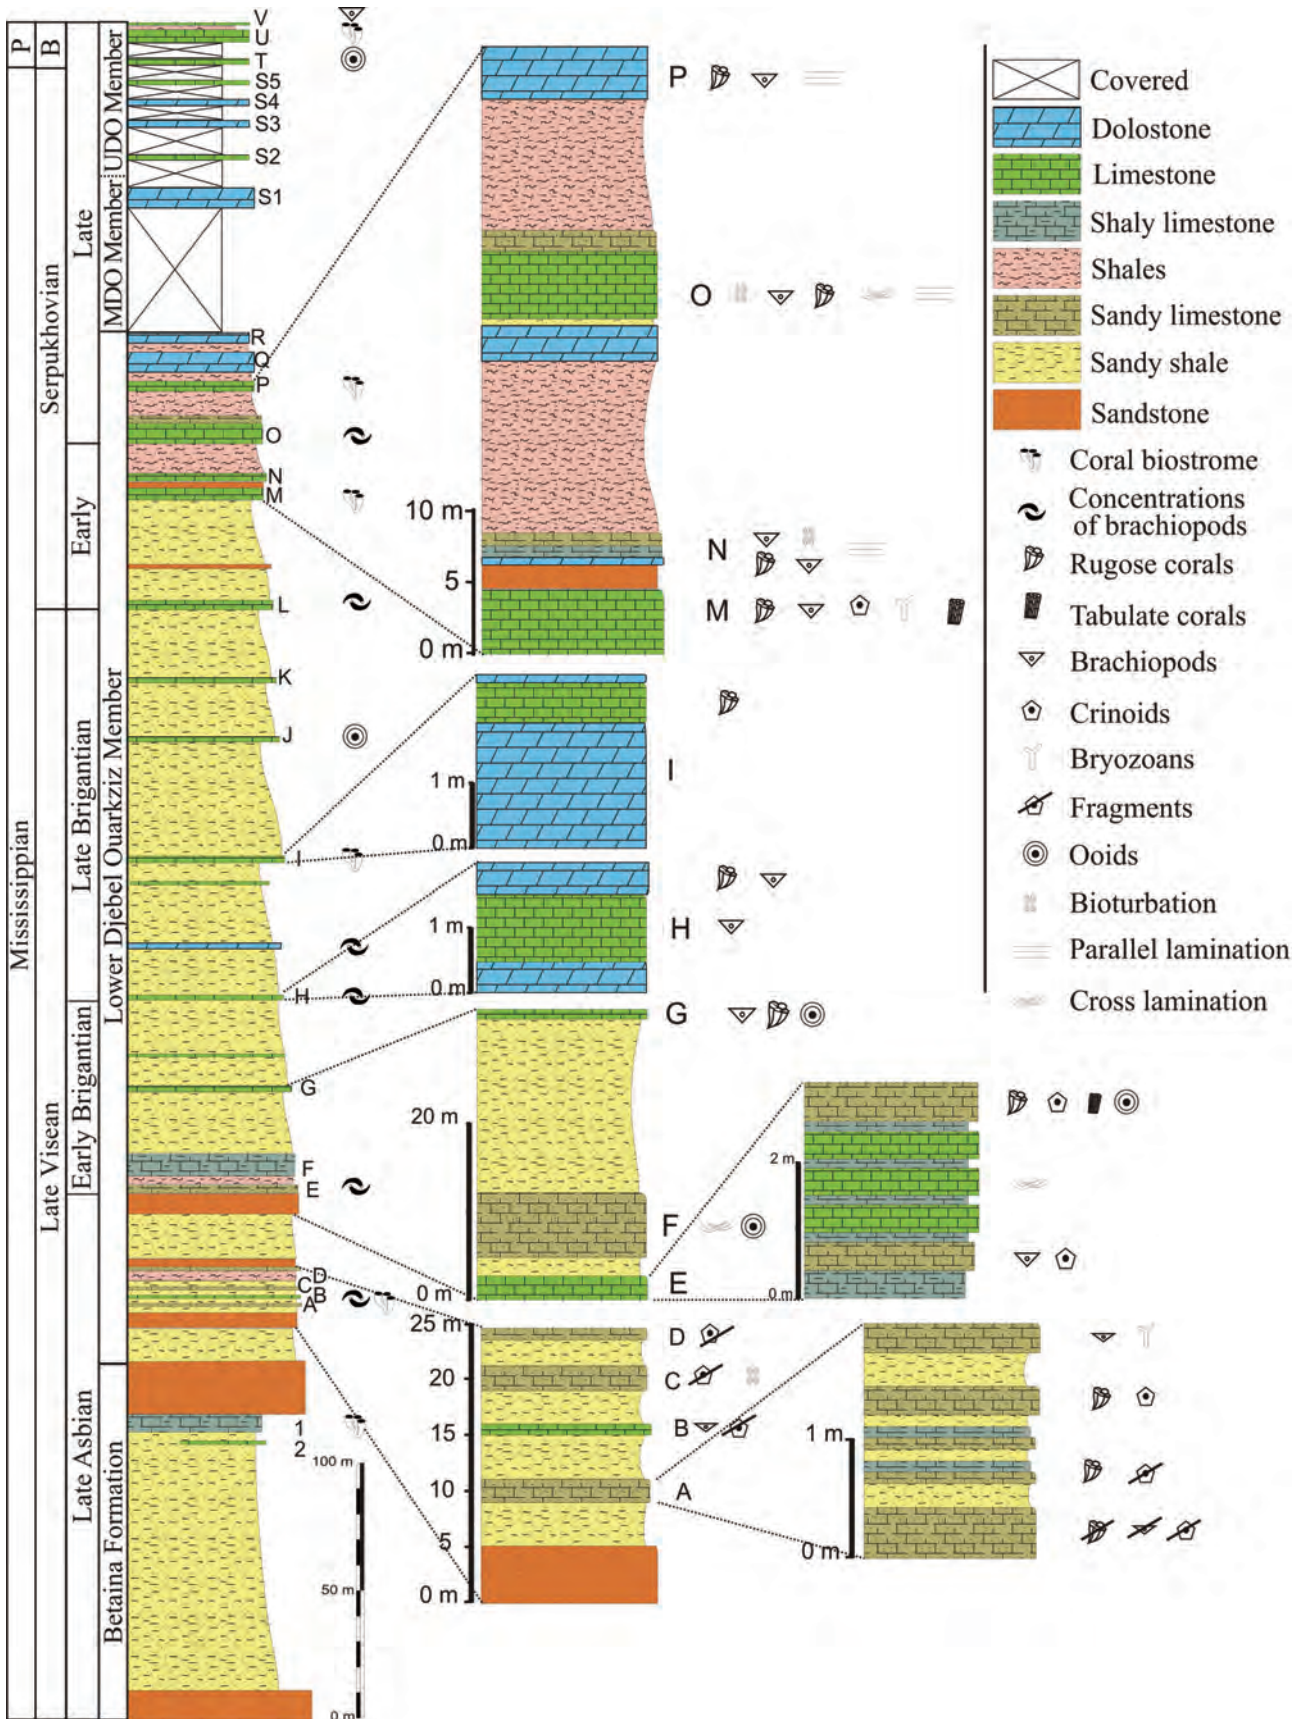 P
B
Mississippian
Serpukhovian
Late Visean
Late
Early
Late Brigantian
Early Brigantian
Late Asbian
UDO Member
MDO Member
Lower Djebel Ouarkziz Member
Betaina Formation
V
U
T
S5
S4
S3
S2
S1
R
Q
P
O
N
M
L
K
J
I
H
G
F
E
D
C
B
A
1
2
100 m
50 m
0 m
P
O
10 m
N
5
M
0 m
I
1 m
0 m
H
1 m
0 m
G
20 m
F
E
0 m
2 m
0 m
25 m
D
20
C
15
B
10
A
5
0 m
1 m
0 m
Covered
Dolostone
Limestone
Shaly limestone
Shales
Sandy limestone
Sandy shale
Sandstone
Coral biostrome
Concentrations
of brachiopods
Rugose corals
Tabulate corals
Brachiopods
Crinoids
Bryozoans
Fragments
Ooids
Bioturbation
Parallel lamination
Cross lamination